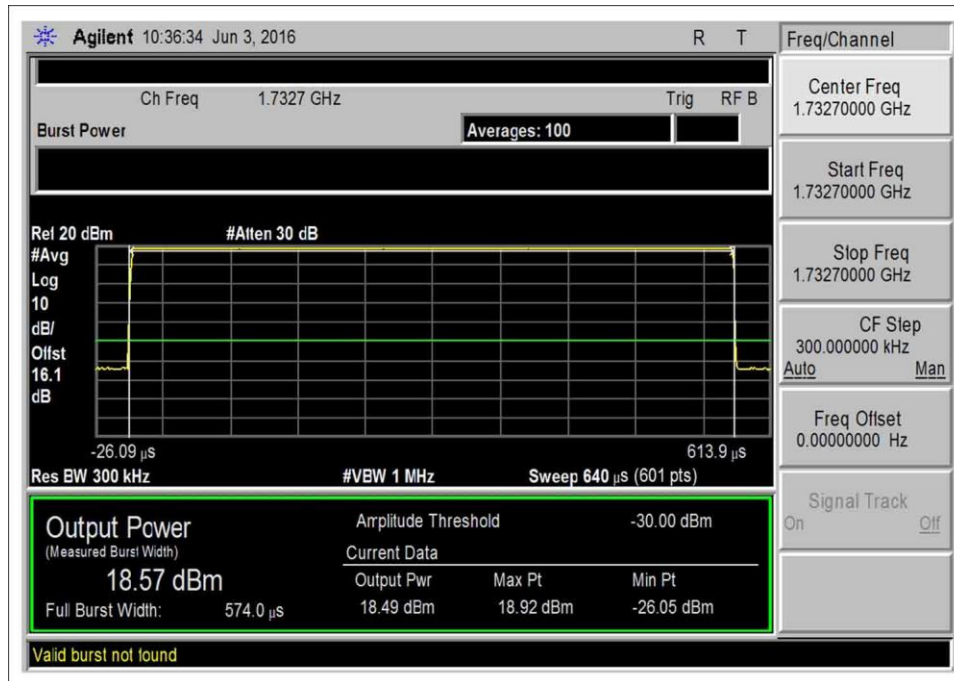 Agilent 10:36:34 Jun 3, 2016 R T
Ch Freq 1.7327 GHz Trig RF B
Burst Power Averages: 100
Ref 20 dBm #Atten 30 dB
#Avg
Log
10
dB/
Offst
16.1
dB
-26.09 µs 613.9 µs
Res BW 300 kHz #VBW 1 MHz Sweep 640 µs (601 pts)
Output Power
(Measured Burst Width)
18.57 dBm
Full Burst Width: 574.0 µs
Amplitude Threshold -30.00 dBm
Current Data
Output Pwr Max Pt Min Pt
18.49 dBm 18.92 dBm -26.05 dBm
Valid burst not found
Freq/Channel
Center Freq
1.73270000 GHz
Start Freq
1.73270000 GHz
Stop Freq
1.73270000 GHz
CF Step
300.000000 kHz
Auto Man
Freq Offset
0.00000000 Hz
Signal Track
On Off